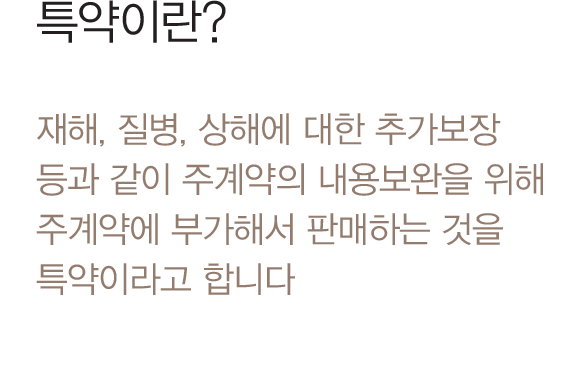 특약이란?
재해, 질병, 상해에 대한 추가보장
등과 같이 주계약의 내용보완을 위해
주계약에 부가해서 판매하는 것을
특약이라고 합니다